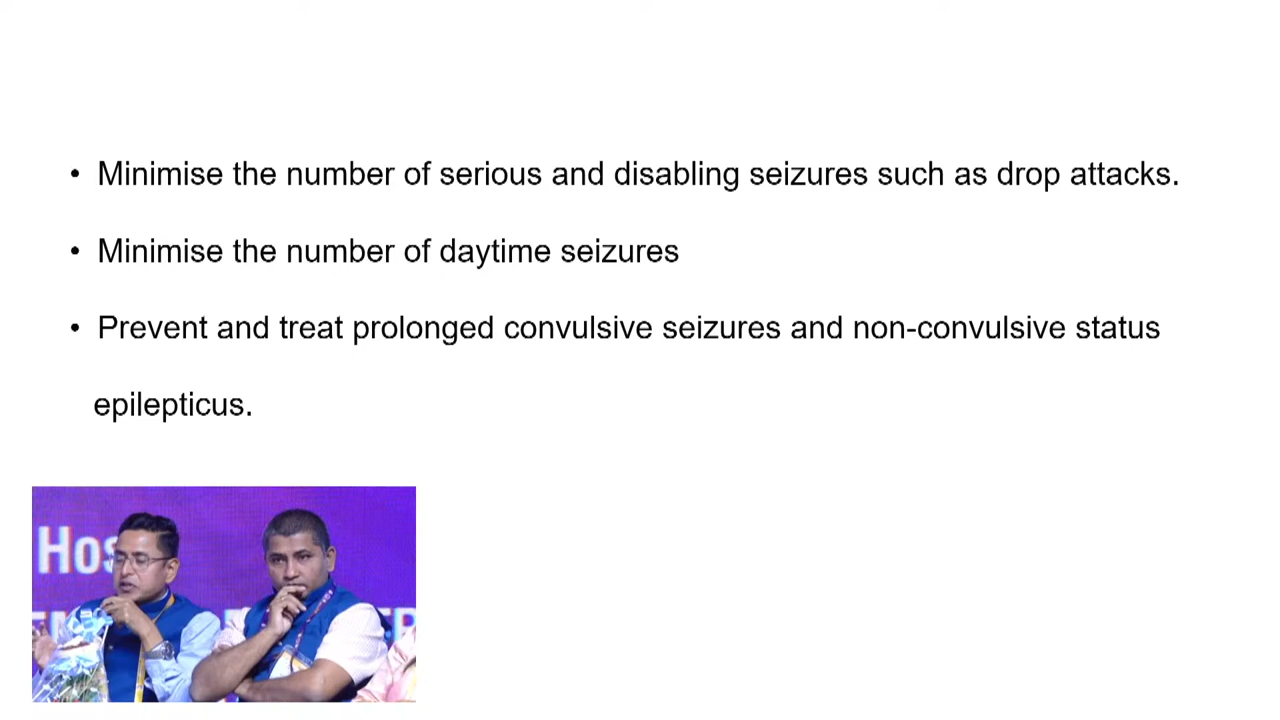 • Minimise the number of serious and disabling seizures such as drop attacks.
• Minimise the number of daytime seizures
• Prevent and treat prolonged convulsive seizures and non-convulsive status
epilepticus.
Hos